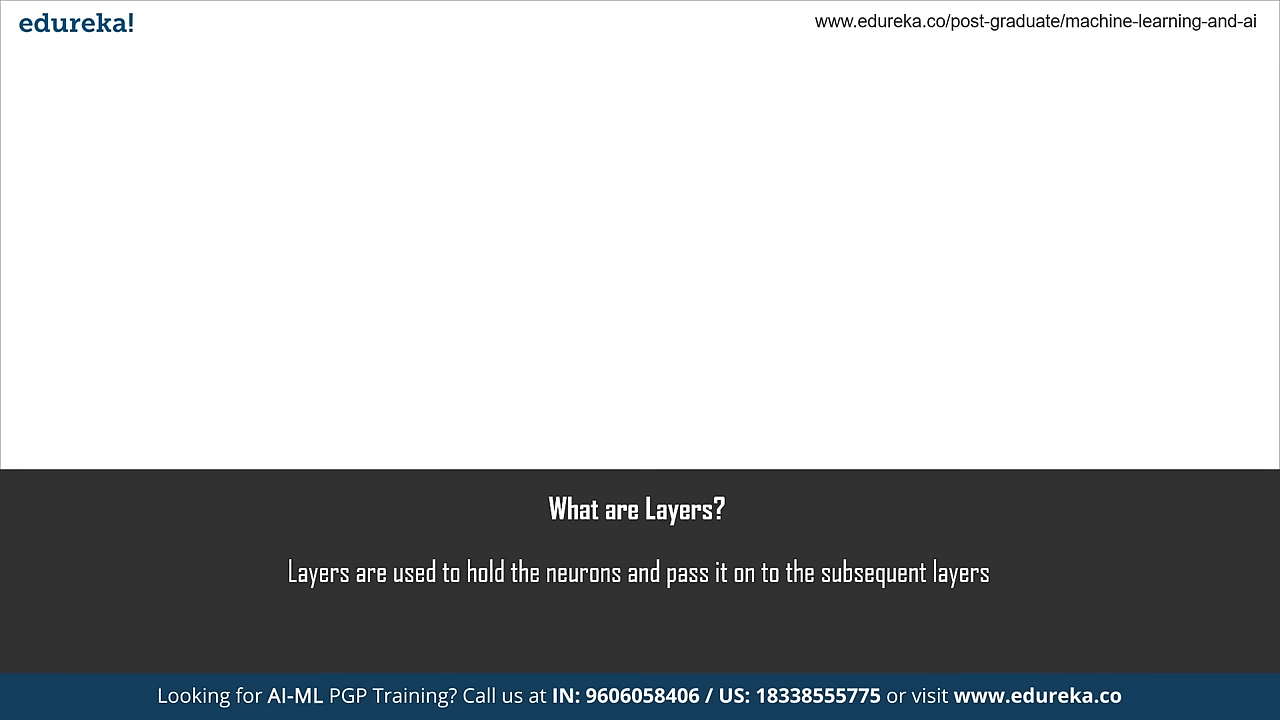 edureka!
www.edureka.co/post-graduate/machine-learning-and-ai
What are Layers?
Layers are used to hold the neurons and pass it on to the subsequent layers
Looking for AI-ML PGP Training? Call us at IN: 9606058406 / US: 18338555775 or visit www.edureka.co